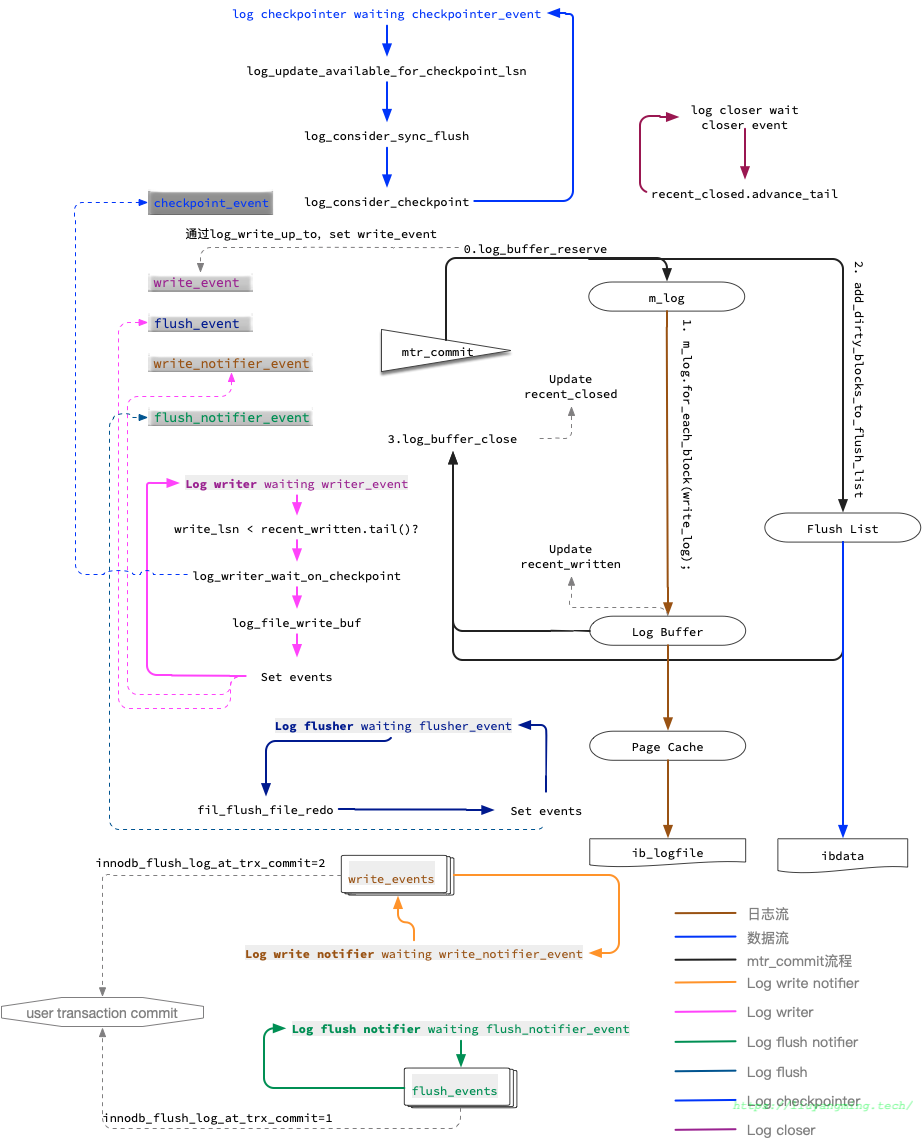 log checkpointer waiting checkpointer_event
log_update_available_for_checkpoint_lsn
log closer wait
closer event
log_consider_sync_flush
recent_closed.advance_tail
checkpoint_event
log_consider_checkpoint
通过log_write_up_to, set write_event
0.log_buffer_reserve
write_event
m_log
flush_event
write_notifier_event
flush_notifier_event
mtr_commit
1. m_log.for_each_block(write_log);
2. add_dirty_blocks_to_flush_list
Update
recent_closed
3.log_buffer_close
Log writer waiting writer_event
write_lsn < recent_written.tail()?
Flush List
log_writer_wait_on_checkpoint
Update
recent_written
log_file_write_buf
Log Buffer
Set events
Log flusher waiting flusher_event
Page Cache
fil_flush_file_redo
Set events
ib_logfile
ibdata
innodb_flush_log_at_trx_commit=2
write_events
Log write notifier waiting write_notifier_event
user transaction commit
Log flush notifier waiting flush_notifier_event
flush_events
innodb_flush_log_at_trx_commit=1
日志流
数据流
mtr_commit流程
Log write notifier
Log writer
Log flush notifier
Log flush
Log checkpointer
Log closer